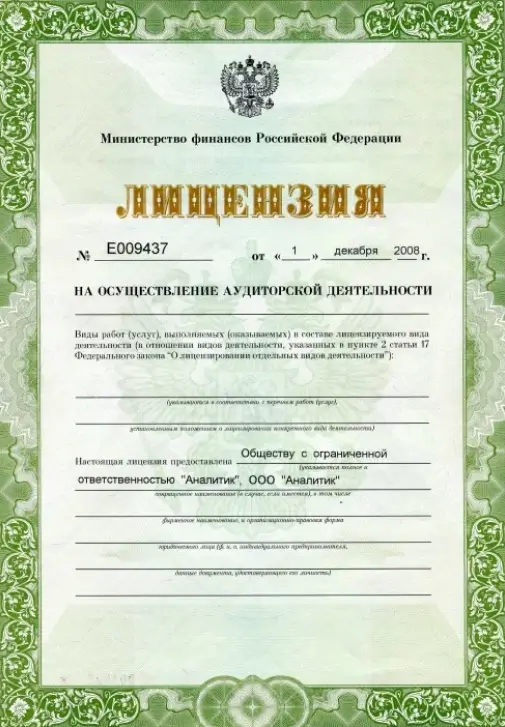 Министерство финансов Российской Федерации
ЛИЦЕНЗИЯ
№ Е009437 от «1» декабря 2008 г.
НА ОСУЩЕСТВЛЕНИЕ АУДИТОРСКОЙ ДЕЯТЕЛЬНОСТИ
Виды работ (услуг), выполняемых (оказываемых) в составе лицензируемого вида
деятельности (в отношении видов деятельности, указанных в пункте 2 статьи 17
Федерального закона "О лицензировании отдельных видов деятельности"):
(указываются в соответствии с перечнем работ (услуг),
установленным положением о лицензировании конкретного вида деятельности)
Настоящая лицензия предоставлена Обществу с ограниченной
(указывается полное и
ответственностью "Аналитик", ООО "Аналитик"
сокращенное наименование (в случае, если имеется), в том числе
фирменное наименование, и организационно-правовая форма
юридического лица (ф. и. о. индивидуального предпринимателя,
данные документа, удостоверяющего его личность)